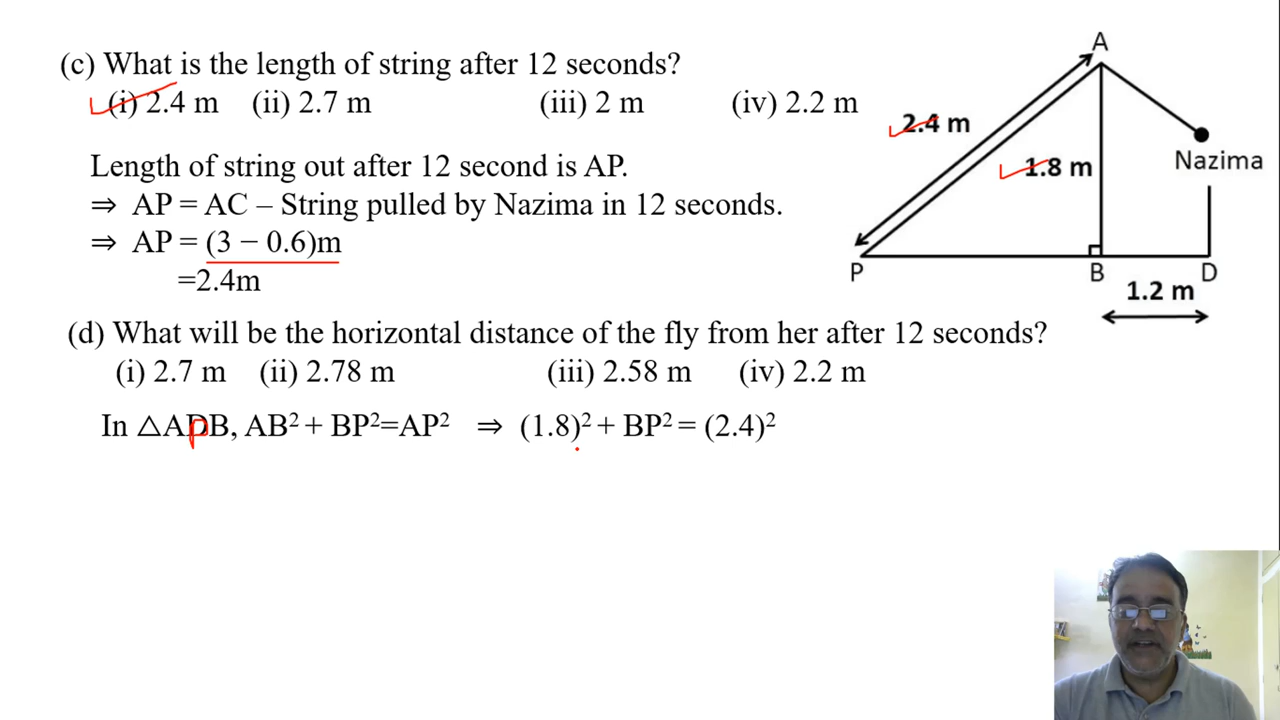 (c) What is the length of string after 12 seconds?
(i) 2.4 m (ii) 2.7 m (iii) 2 m (iv) 2.2 m
Length of string out after 12 second is AP.
⇒ AP = AC – String pulled by Nazima in 12 seconds.
⇒ AP = (3 − 0.6)m
=2.4m
A
2.4 m
1.8 m
Nazima
P
B
D
1.2 m
(d) What will be the horizontal distance of the fly from her after 12 seconds?
(i) 2.7 m (ii) 2.78 m (iii) 2.58 m (iv) 2.2 m
In △APB, AB² + BP²=AP² ⇒ (1.8)² + BP² = (2.4)²